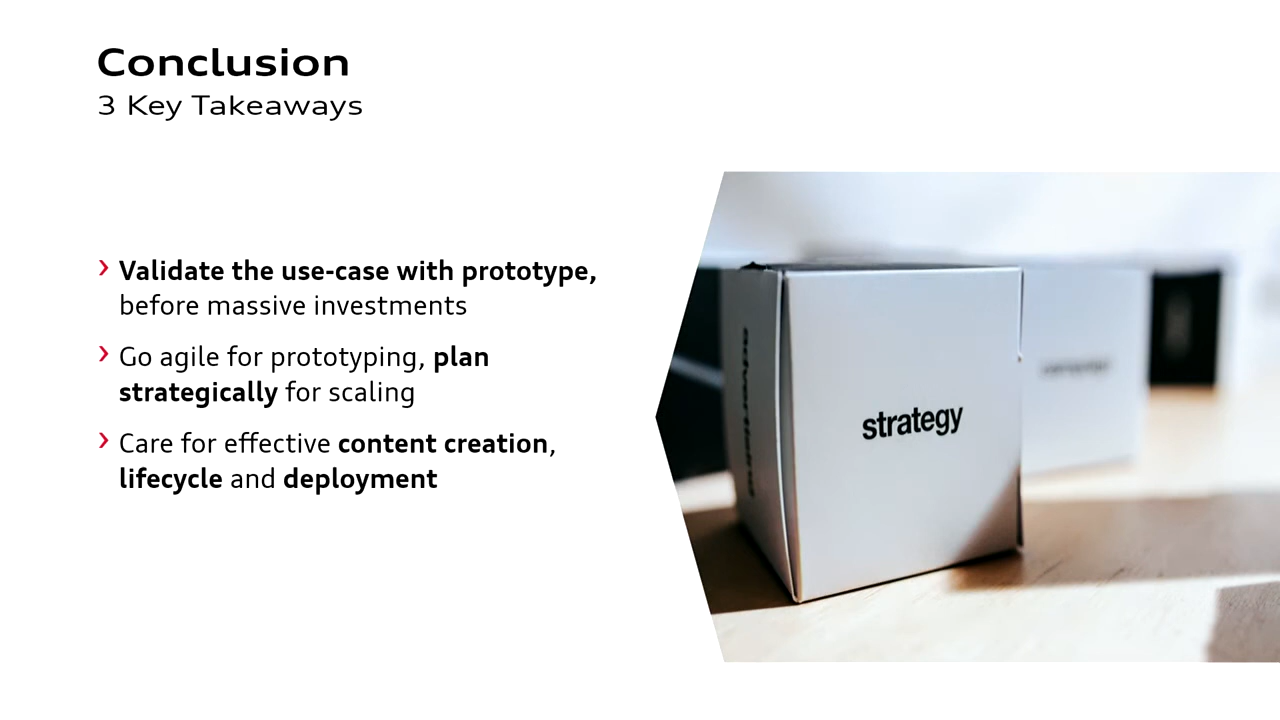 Conclusion
3 Key Takeaways
› Validate the use-case with prototype,
before massive investments
› Go agile for prototyping, plan
strategically for scaling
› Care for effective content creation,
lifecycle and deployment
advertising
strategy